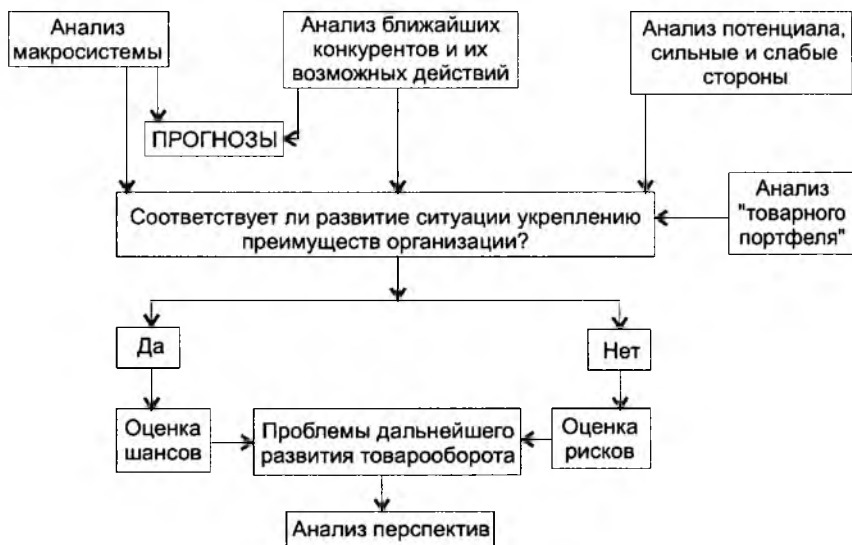 Анализ
макросистемы
Анализ ближайших
конкурентов и их
возможных действий
Анализ потенциала,
сильные и слабые
стороны
ПРОГНОЗЫ
Соответствует ли развитие ситуации укреплению
преимуществ организации?
Анализ
"товарного
портфеля"
Да
Нет
Оценка
шансов
Проблемы дальнейшего
развития товарооборота
Оценка
рисков
Анализ перспектив